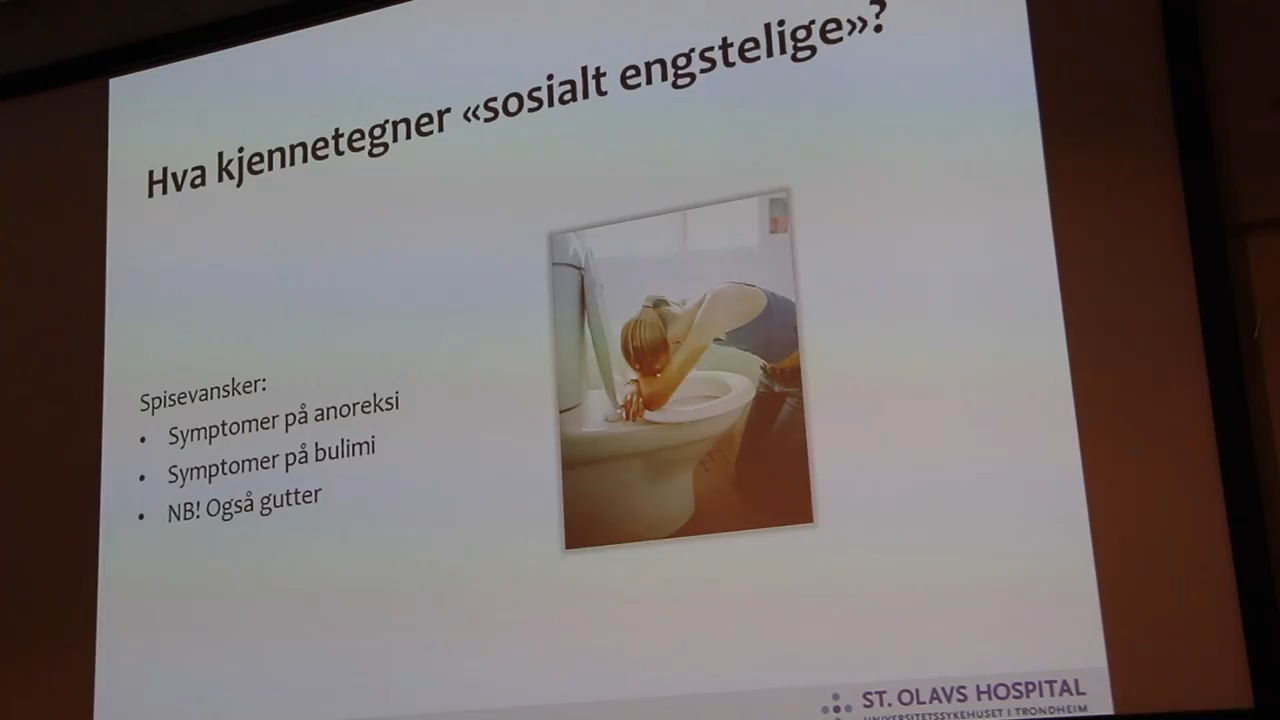 Hva kjennetegner «sosialt engstelige»?
Spisevansker:
• Symptomer på anoreksi
• Symptomer på bulimi
• NB! Også gutter
ST. OLAVS HOSPITAL
UNIVERSITETSSYKEHUSET I TRONDHEIM